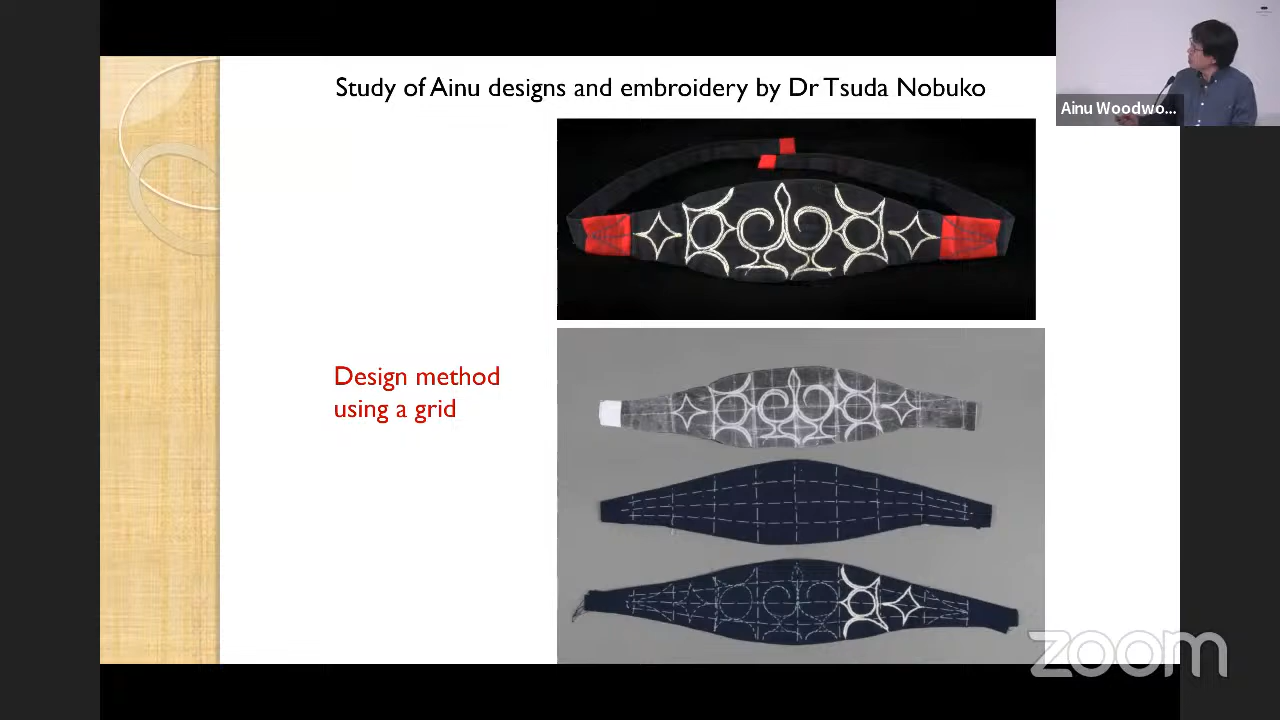 Study of Ainu designs and embroidery by Dr Tsuda Nobuko
Ainu Woodwo...
Design method
using a grid
zoom